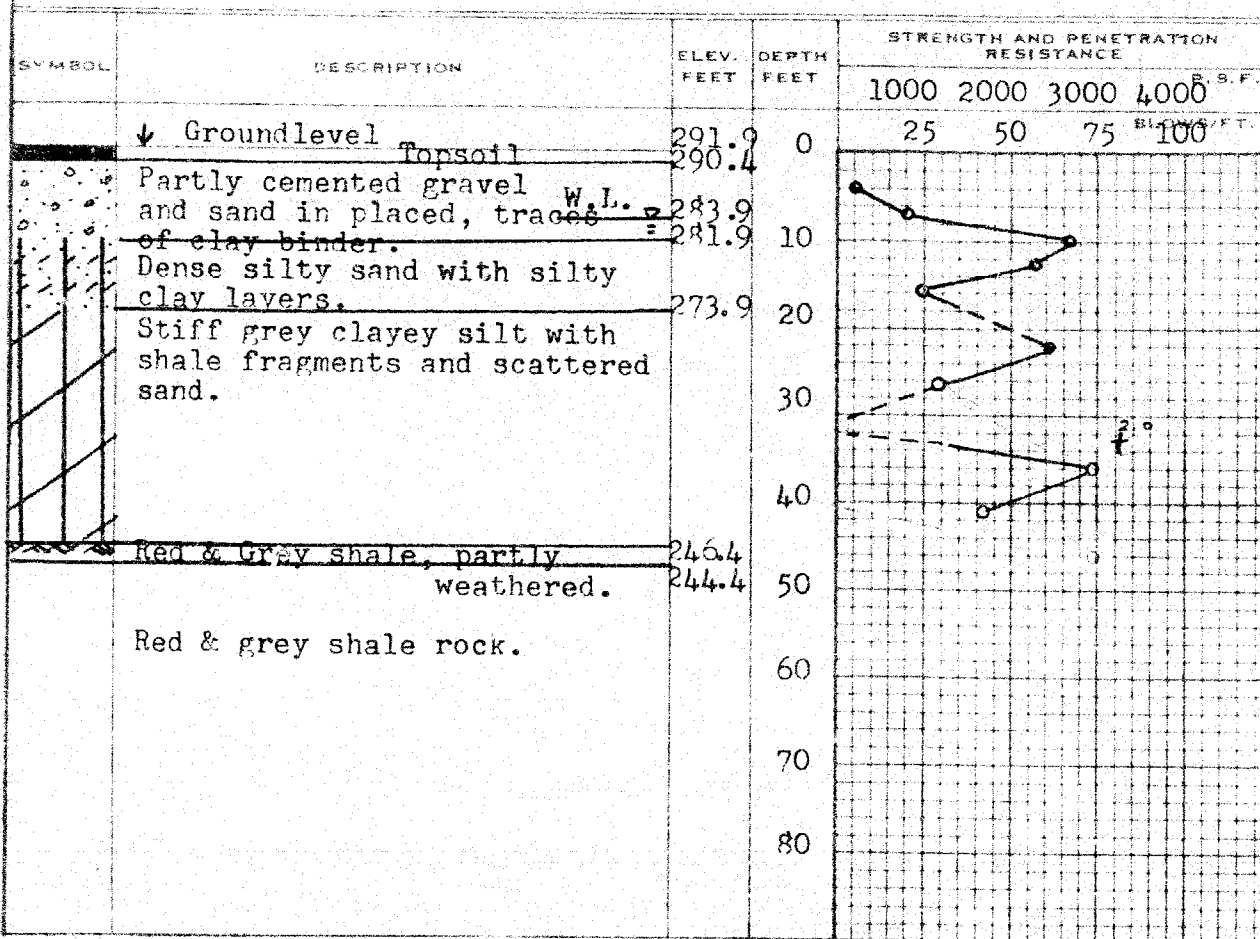 SYMBOL
DESCRIPTION
ELEV. FEET
DEPTH FEET
STRENGTH AND PENETRATION RESISTANCE
P.S.F.
1000 2000 3000 4000
BLOWS/FT.
25 50 75 100
Groundlevel 291.9 0
Topsoil 290.4
Partly cemented gravel
W.L. 283.9
and sand in placed, traces
of clay binder. 281.9 10
Dense silty sand with silty
clay layers. 273.9 20
Stiff grey clayey silt with
shale fragments and scattered
sand. 30
40
Red & Grey shale, partly 246.4
weathered. 244.4 50
Red & grey shale rock.
60
70
80